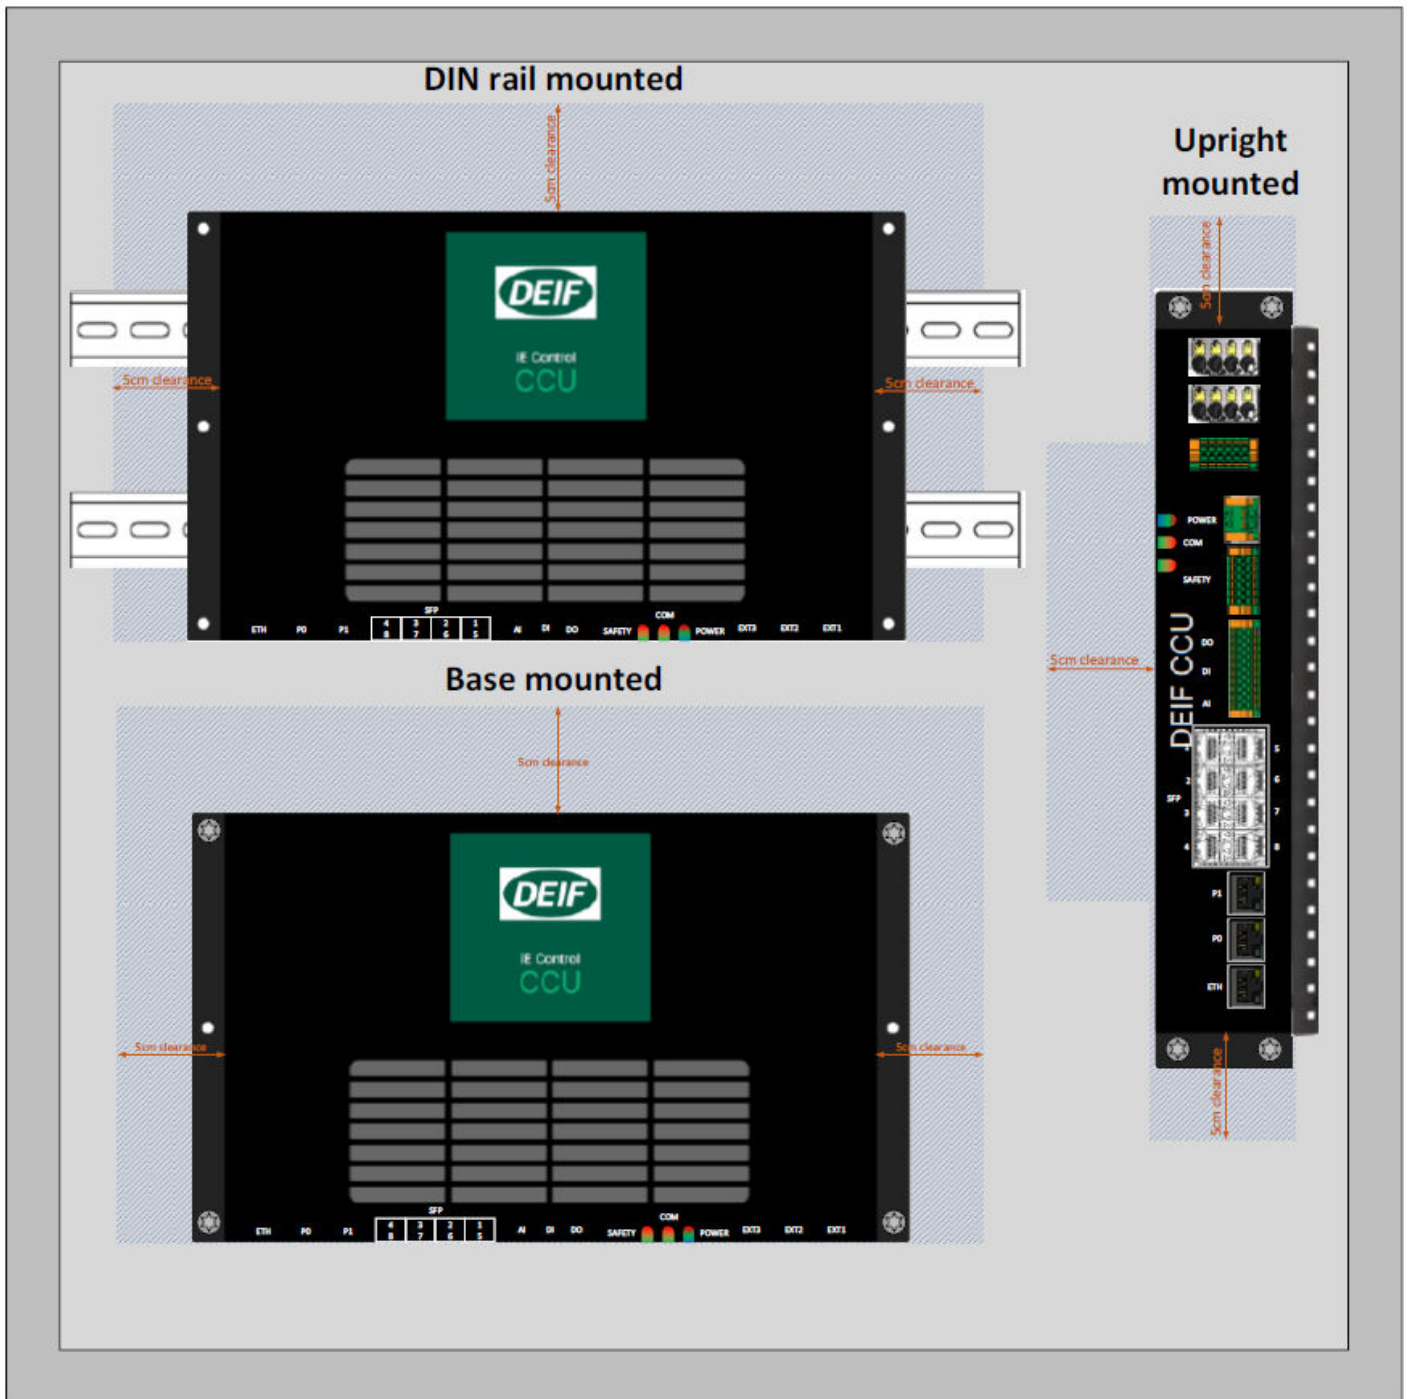 DIN rail mounted
5cm clearance
DEIF
IE Control
CCU
5cm clearance
5cm clearance
SFP
4 3 2 1
8 7 6 5
COM
ETH P0 P1 AI DI DO SAFETY POWER EXT3 EXT2 EXT1
Base mounted
5cm clearance
DEIF
IE Control
CCU
5cm clearance
5cm clearance
SFP
4 3 2 1
8 7 6 5
COM
ETH P0 P1 AI DI DO SAFETY POWER EXT3 EXT2 EXT1
Upright
mounted
5cm clearance
POWER
COM
SAFETY
DEIF CCU
DO
DI
AI
5cm clearance
1 5
2 6
SFP
3 7
4 8
P1
P0
ETH
5cm clearance